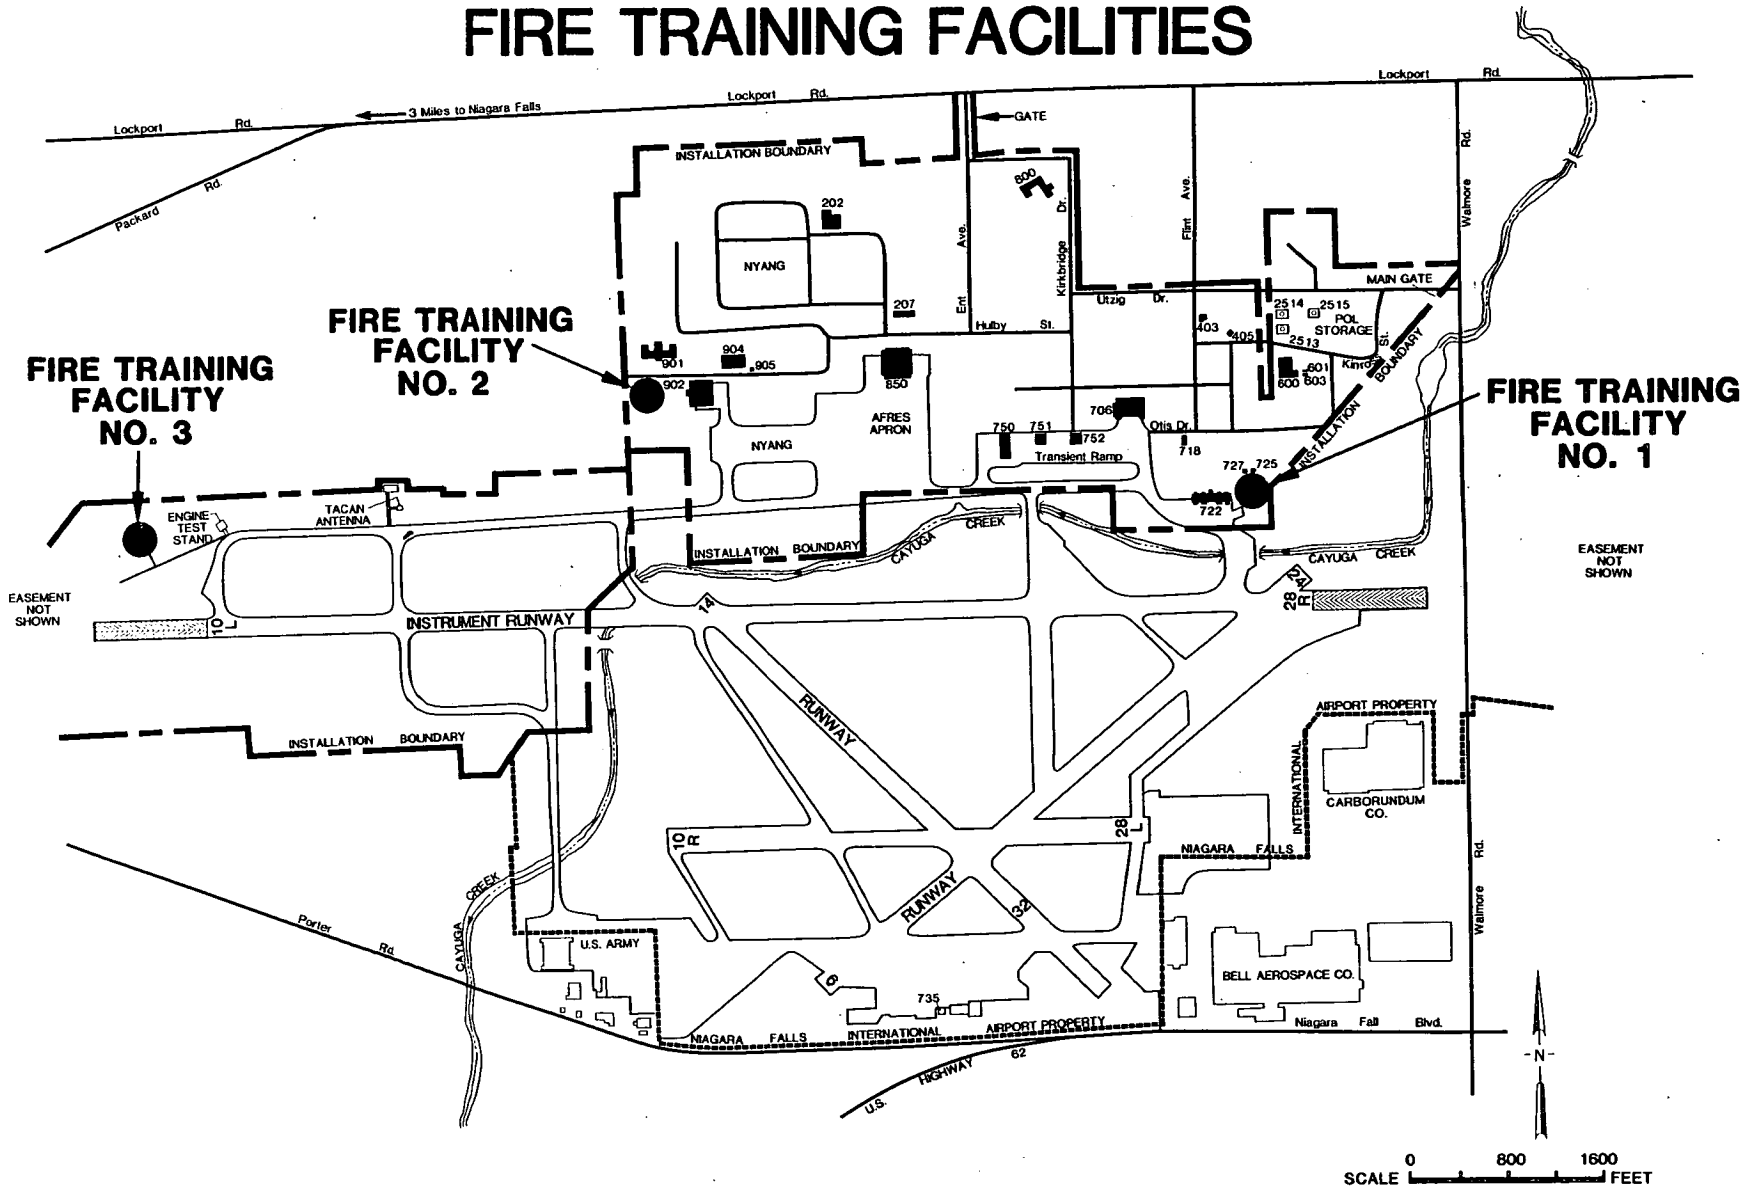 FIRE TRAINING FACILITIES
Lockport Rd.
Lockport Rd.
3 Miles to Niagara Falls
Lockport Rd.
GATE
INSTALLATION BOUNDARY
Packard Rd.
Walmore Rd.
800
202
Ent Ave.
Kirkbridge Dr.
Flint Ave.
NYANG
MAIN GATE
Utzig Dr.
207
2514
2515
POL
STORAGE
2513
403
405
Hulby St.
Kinross St.
601
600
603
INSTALLATION BOUNDARY
FIRE TRAINING
FACILITY
NO. 2
FIRE TRAINING
FACILITY
NO. 3
FIRE TRAINING
FACILITY
NO. 1
901
904
905
902
850
AFRES
APRON
706
Otis Dr.
750
751
752
718
Transient Ramp
727
725
722
NYANG
TACAN
ANTENNA
ENGINE
TEST
STAND
INSTALLATION BOUNDARY
CAYUGA CREEK
CAYUGA CREEK
EASEMENT
NOT
SHOWN
EASEMENT
NOT
SHOWN
24
28
R
14
10
L
INSTRUMENT RUNWAY
RUNWAY
INSTALLATION BOUNDARY
AIRPORT PROPERTY
INTERNATIONAL
NIAGARA FALLS
CARBORUNDUM
CO.
10
R
28
L
RUNWAY
32
CAYUGA CREEK
Porter Rd.
Walmore Rd.
U.S. ARMY
6
735
BELL AEROSPACE CO.
NIAGARA FALLS INTERNATIONAL AIRPORT PROPERTY
Niagara Fall Blvd.
U.S. HIGHWAY 62
-N-
0 800 1600
SCALE FEET